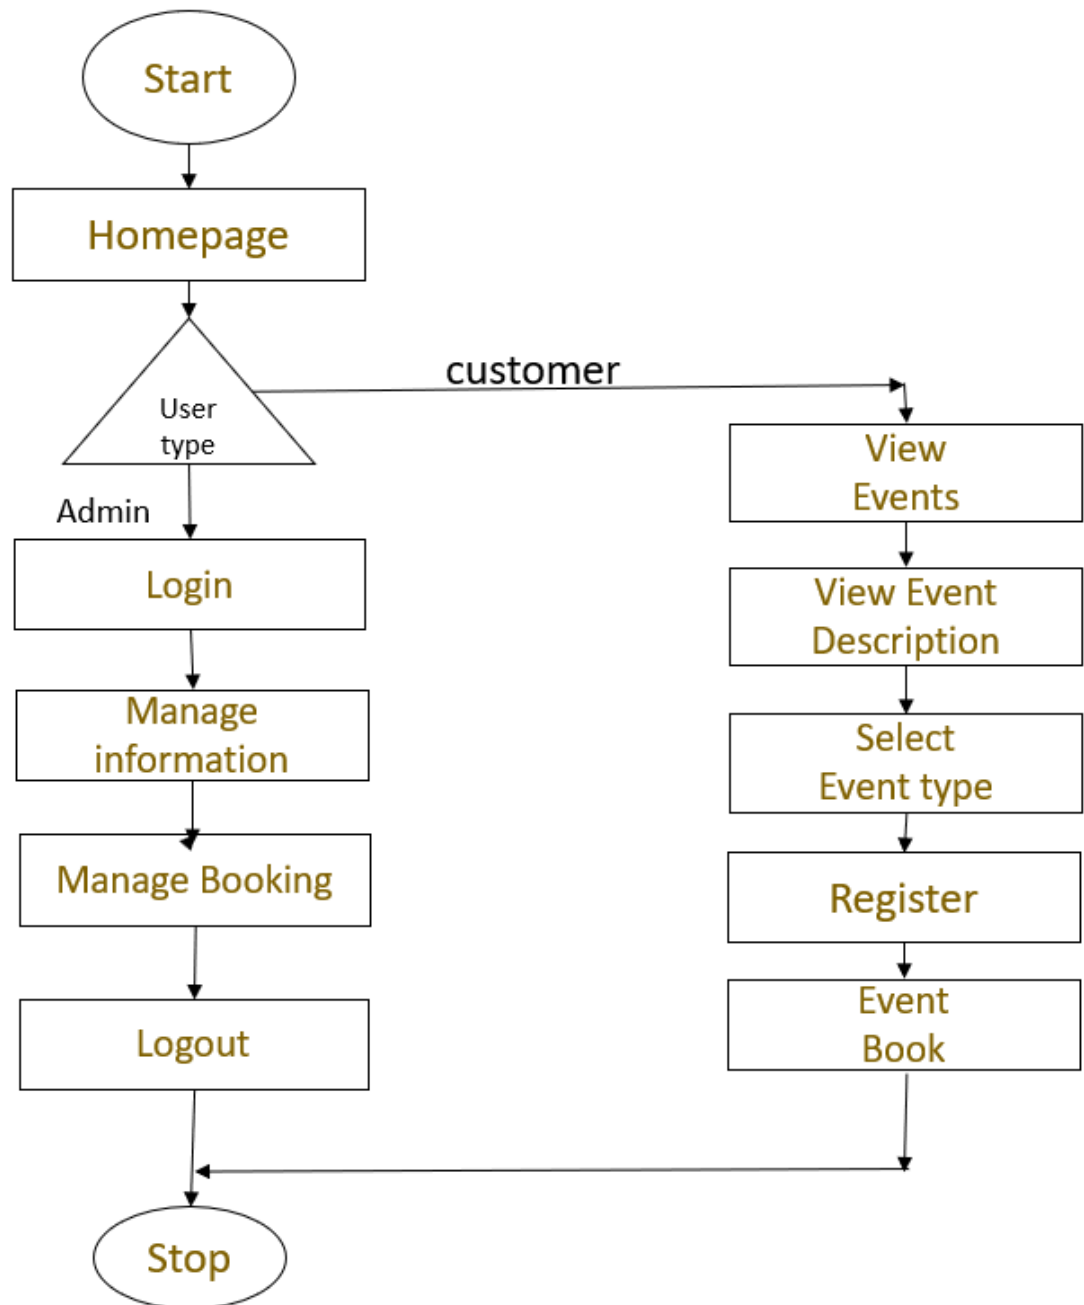 Start
Homepage
User
type
customer
Admin
Login
Manage
information
Manage Booking
Logout
View
Events
View Event
Description
Select
Event type
Register
Event
Book
Stop